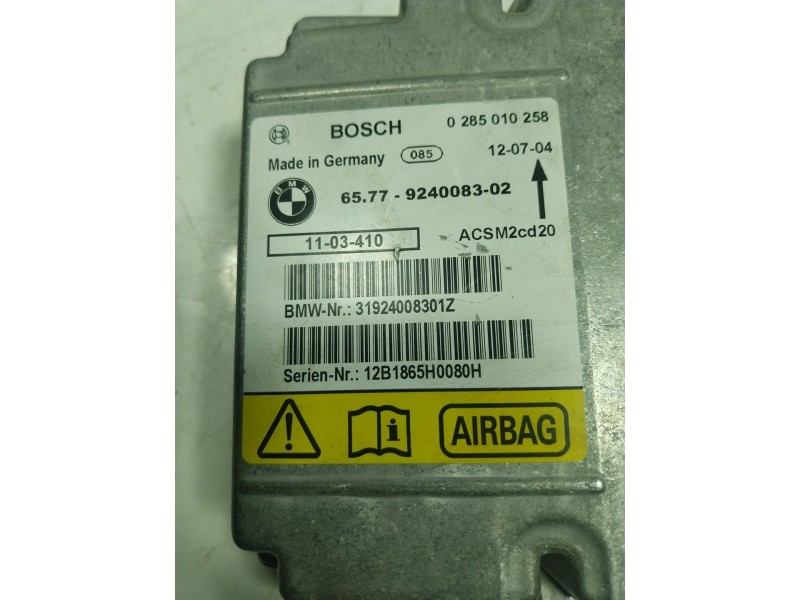 BOSCH 0 285 010 258
Made in Germany 085 12-07-04
BMW 65.77 - 9240083-02
11-03-410 ACSM2cd20
BMW-Nr.: 31924008301Z
Serien-Nr.: 12B1865H0080H
AIRBAG